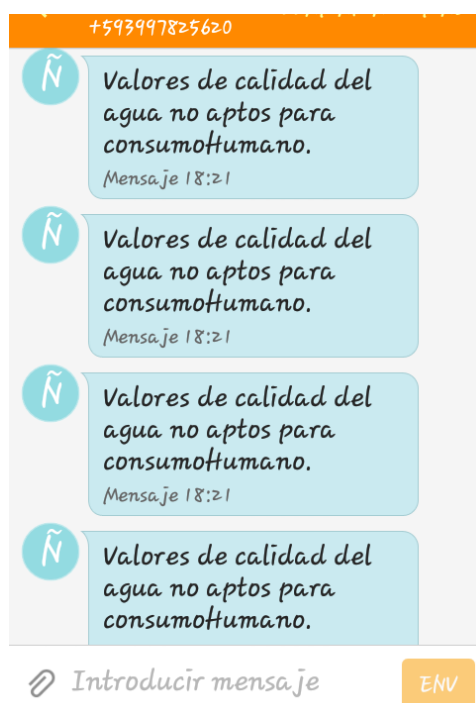 +593997825620
Ñ
Valores de calidad del
agua no aptos para
consumoHumano.
Mensaje 18:21
Ñ
Valores de calidad del
agua no aptos para
consumoHumano.
Mensaje 18:21
Ñ
Valores de calidad del
agua no aptos para
consumoHumano.
Mensaje 18:21
Ñ
Valores de calidad del
agua no aptos para
consumoHumano.
Introducir mensaje
ENV